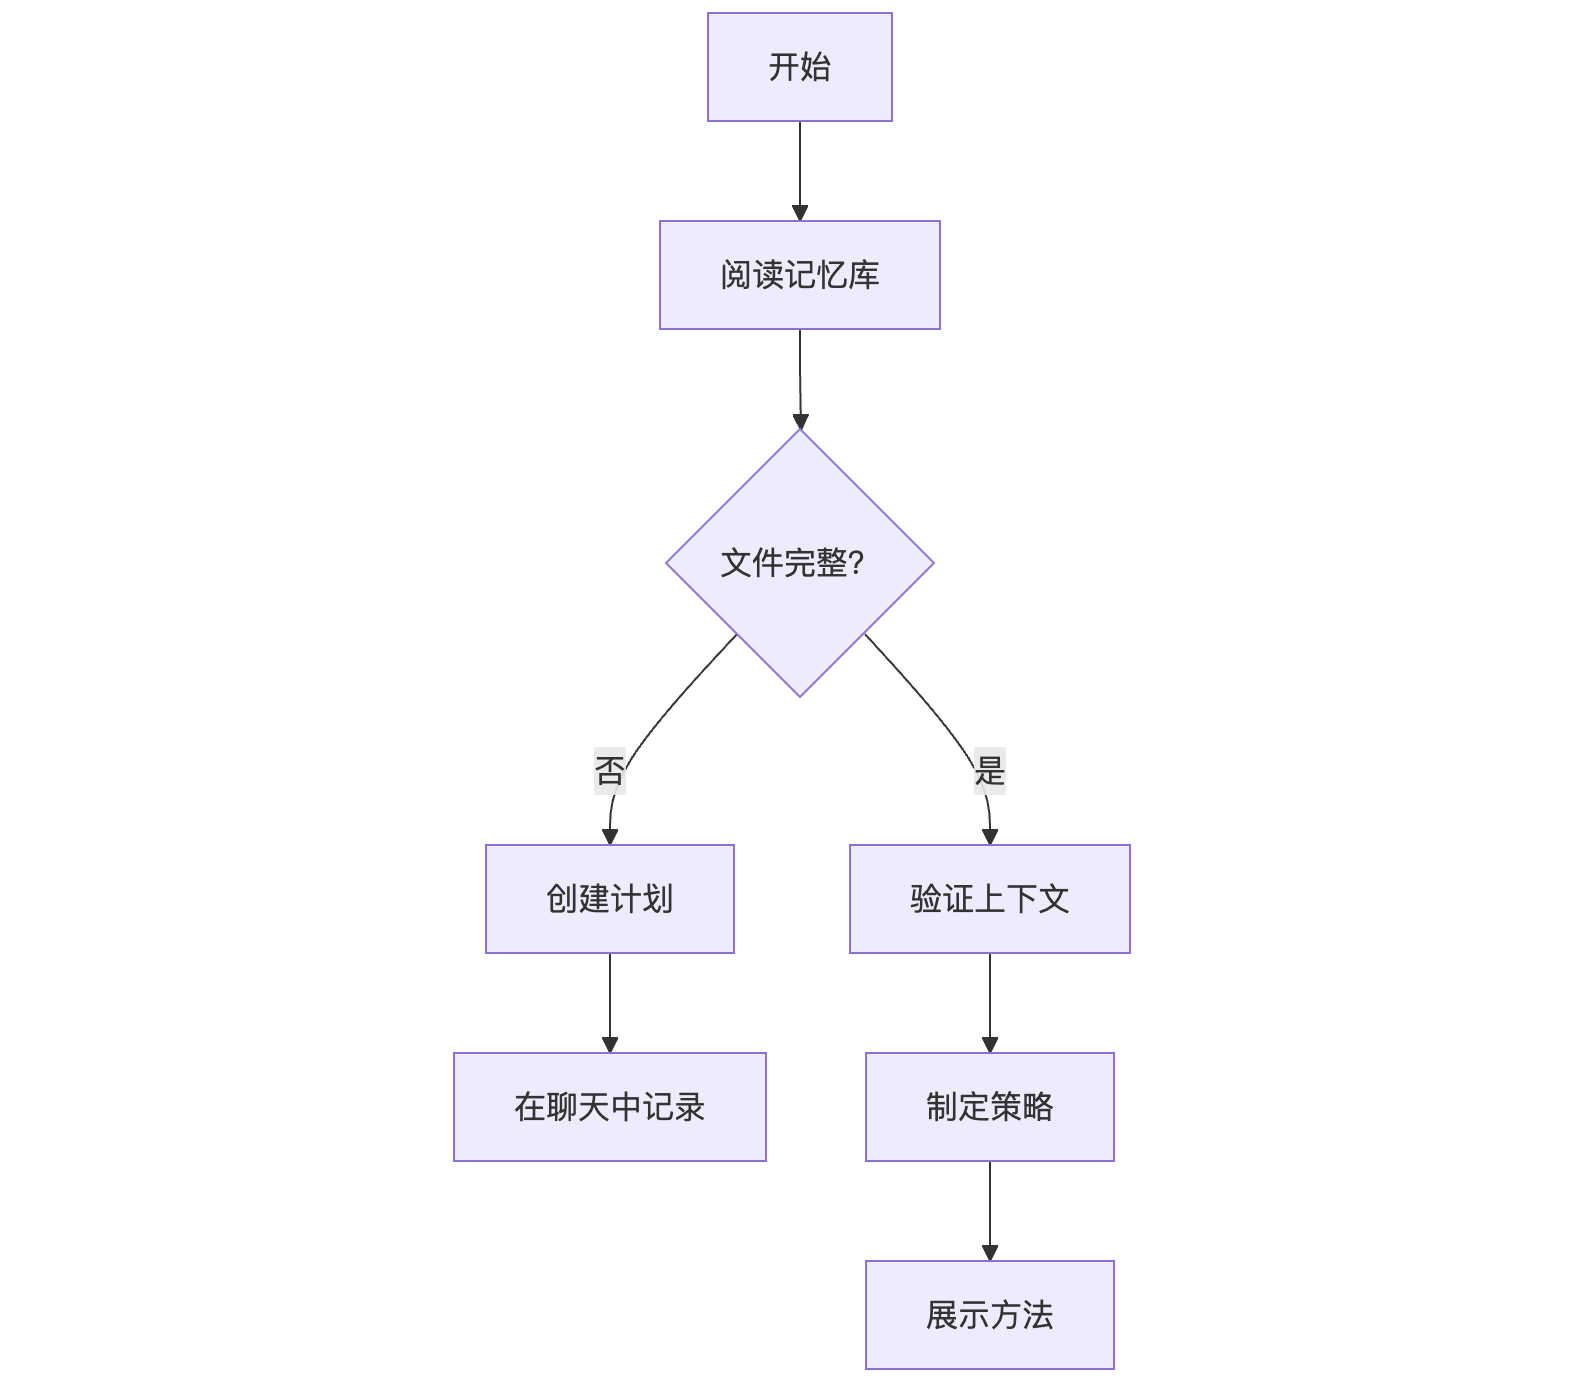 开始
阅读记忆库
文件完整?
否
是
创建计划
验证上下文
在聊天中记录
制定策略
展示方法